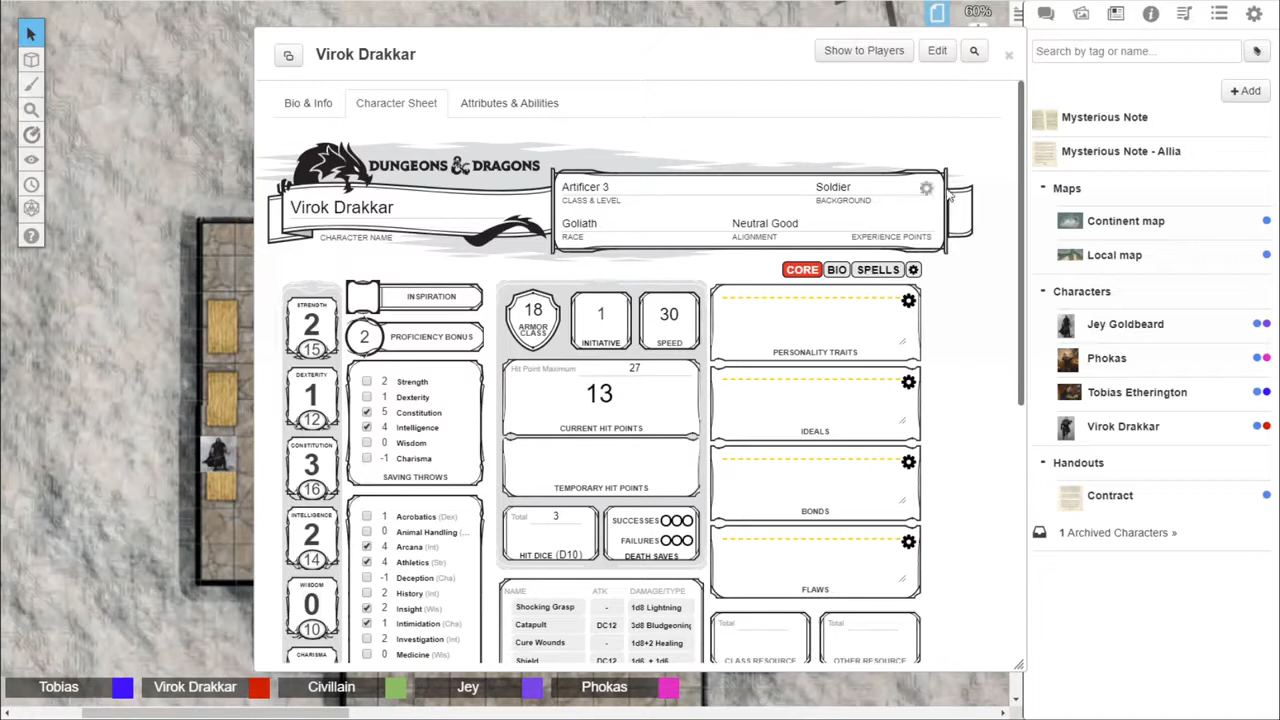 60%
Virok Drakkar
Show to Players
Edit
Search by tag or name...
+ Add
Bio & Info
Character Sheet
Attributes & Abilities
Mysterious Note
Mysterious Note - Allia
Maps
Continent map
Local map
Characters
Jey Goldbeard
Phokas
Tobias Etherington
Virok Drakkar
Handouts
Contract
1 Archived Characters »
DUNGEONS & DRAGONS
Virok Drakkar
CHARACTER NAME
Artificer 3
Soldier
CLASS & LEVEL
BACKGROUND
Goliath
Neutral Good
RACE
ALIGNMENT
EXPERIENCE POINTS
CORE
BIO
SPELLS
STRENGTH
2
15
DEXTERITY
1
12
CONSTITUTION
3
16
INTELLIGENCE
2
14
WISDOM
0
10
CHARISMA
INSPIRATION
2 PROFICIENCY BONUS
2 Strength
1 Dexterity
5 Constitution
4 Intelligence
0 Wisdom
-1 Charisma
SAVING THROWS
1 Acrobatics (Dex)
0 Animal Handling (...
4 Arcana (Int)
4 Athletics (Str)
-1 Deception (Cha)
2 History (Int)
2 Insight (Wis)
1 Intimidation (Cha)
2 Investigation (Int)
0 Medicine (Wis)
18
ARMOR
CLASS
1
INITIATIVE
30
SPEED
Hit Point Maximum 27
13
CURRENT HIT POINTS
TEMPORARY HIT POINTS
Total 3
HIT DICE (D10)
SUCCESSES
FAILURES
DEATH SAVES
NAME ATK DAMAGE/TYPE
Shocking Grasp - 1d8 Lightning
Catapult DC12 3d8 Bludgeoning
Cure Wounds - 1d8+2 Healing
Shield DC12 1d6 + 1d6
PERSONALITY TRAITS
IDEALS
BONDS
FLAWS
Total
CLASS RESOURCE
Total
OTHER RESOURCE
Tobias
Virok Drakkar
Civillain
Jey
Phokas